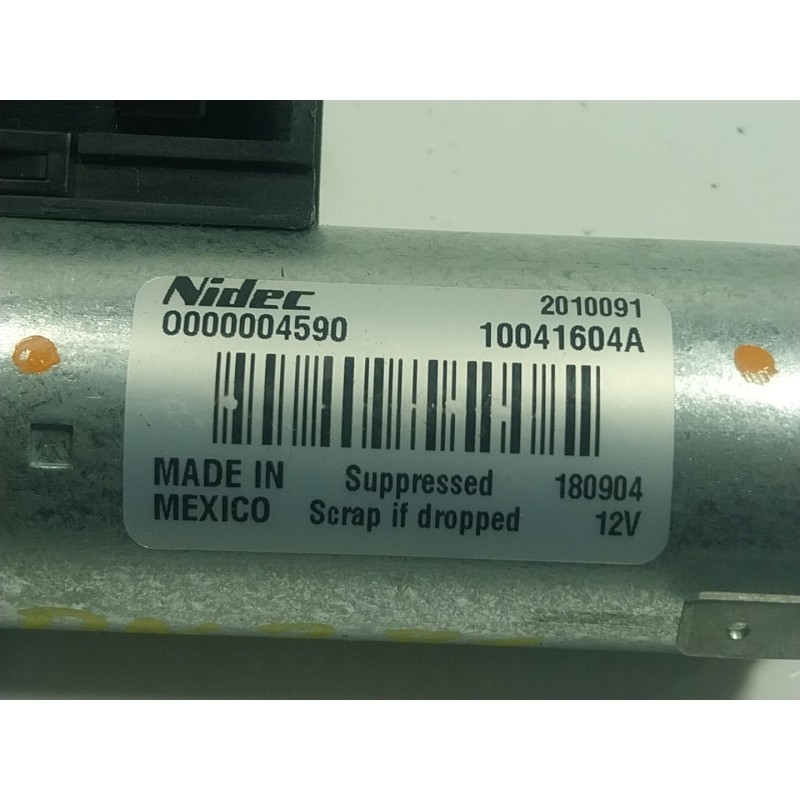 Nidec 2010091
0000004590 10041604A
MADE IN Suppressed 180904
MEXICO Scrap if dropped 12V